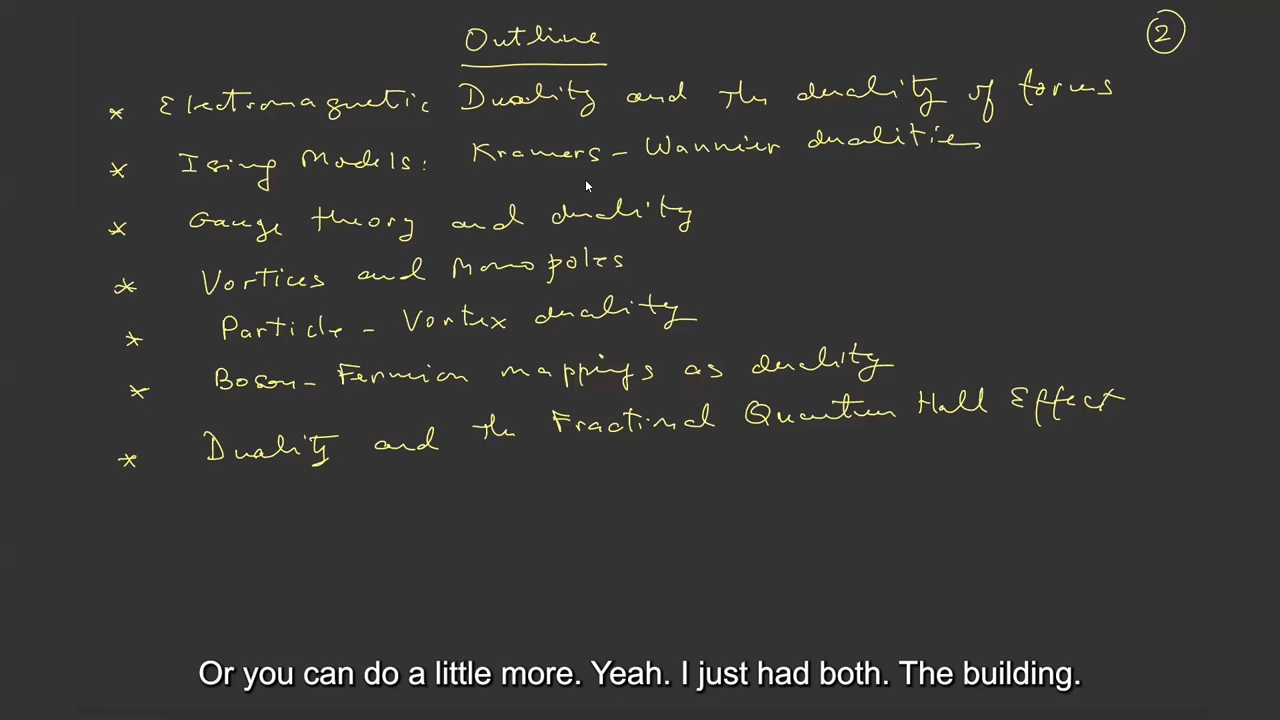 Outline
②
* Electromagnetic Duality and the duality of forms
* Ising Models: Kramers - Wannier dualities
* Gauge theory and duality
* Vortices and Monopoles
* Particle - Vortex duality
* Boson - Fermion mappings as duality
* Duality and the Fractional Quantum Hall Effect
Or you can do a little more. Yeah. I just had both. The building.